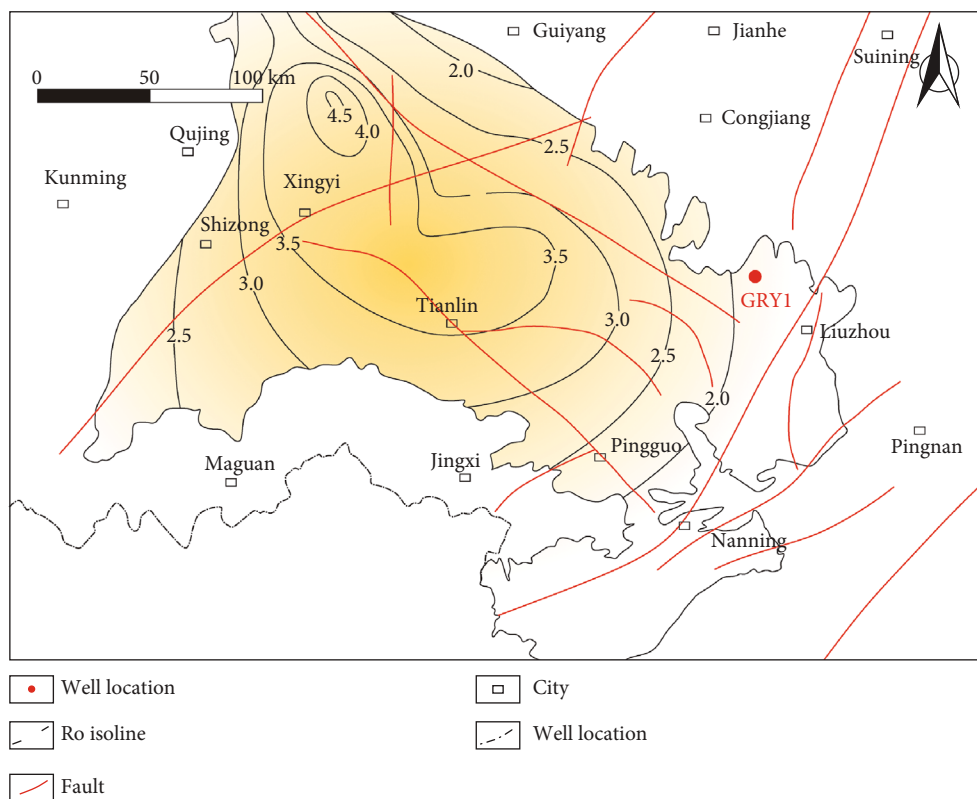 Guiyang
Jianhe
Suining
2.0
0
50
100 km
4.5
4.0
Congjiang
Qujing
2.5
Kunming
Xingyi
Shizong
3.5
3.5
3.0
GRY1
Tianlin
3.0
Liuzhou
2.5
2.5
2.0
Pingguo
Pingnan
Maguan
Jingxi
Nanning
Well location
City
Ro isoline
Well location
Fault